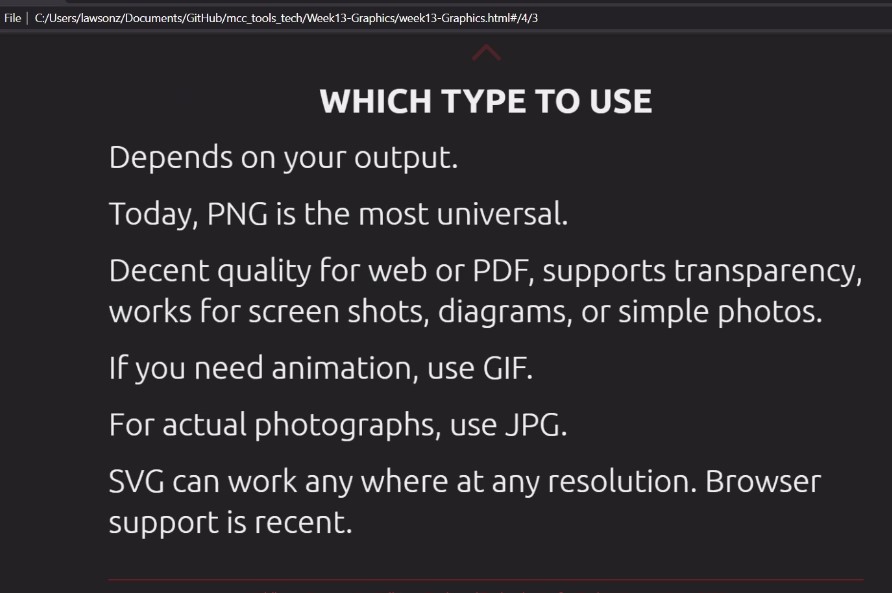 File | C:/Users/lawsonz/Documents/GitHub/mcc_tools_tech/Week13-Graphics/week13-Graphics.html#/4/3
WHICH TYPE TO USE
Depends on your output.
Today, PNG is the most universal.
Decent quality for web or PDF, supports transparency,
works for screen shots, diagrams, or simple photos.
If you need animation, use GIF.
For actual photographs, use JPG.
SVG can work any where at any resolution. Browser
support is recent.